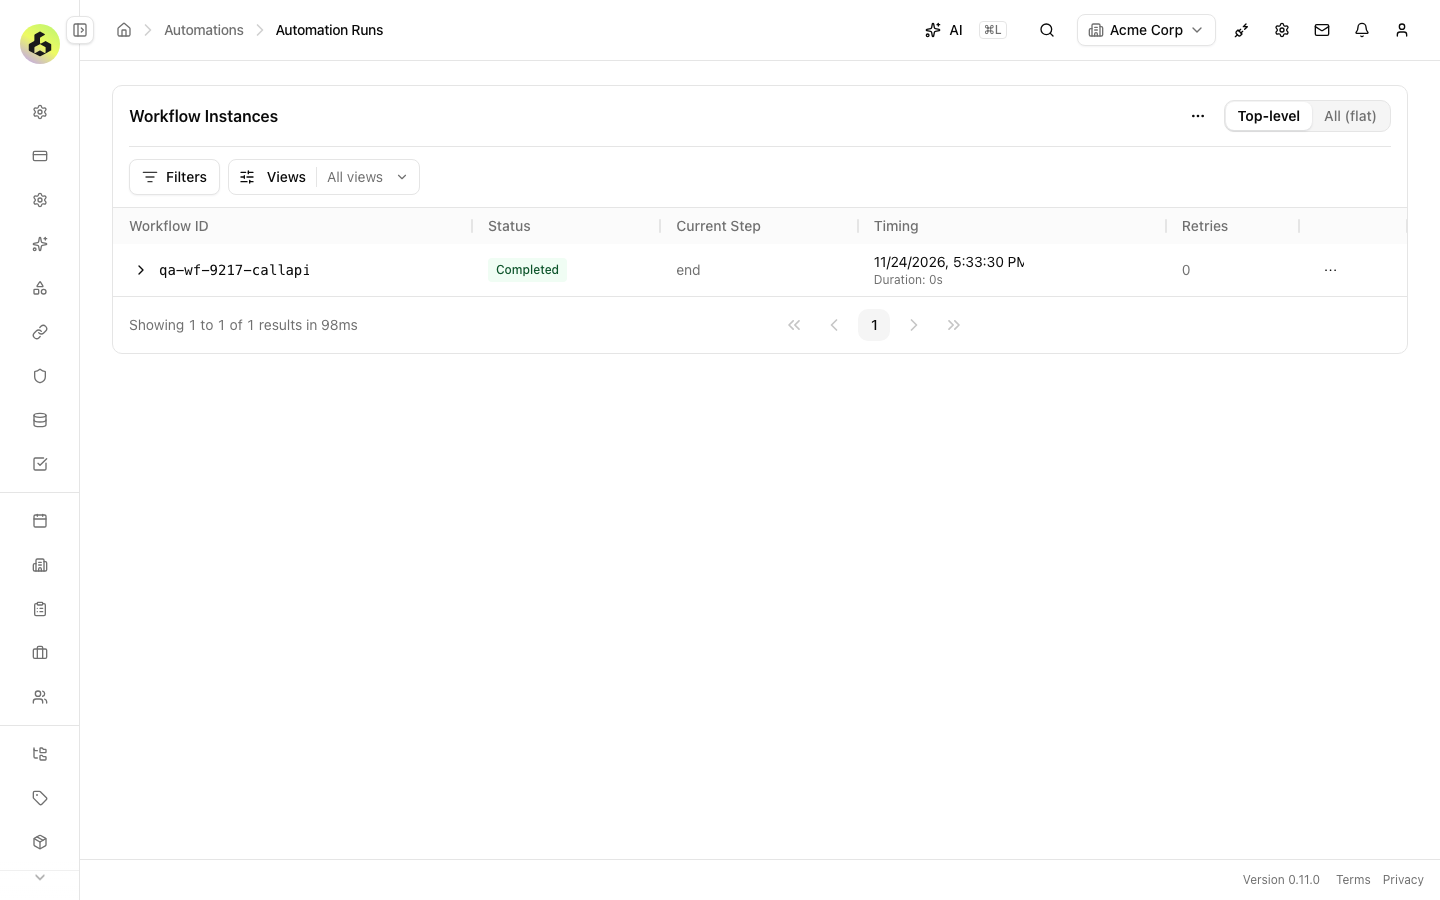 Automations
Automation Runs
AI
⌘L
Acme Corp
Workflow Instances
Top-level
All (flat)
Filters
Views
All views
Workflow ID
Status
Current Step
Timing
Retries
qa-wf-9217-callapi
Completed
end
11/24/2026, 5:33:30 PM
Duration: 0s
0
Showing 1 to 1 of 1 results in 98ms
1
Version 0.11.0
Terms
Privacy